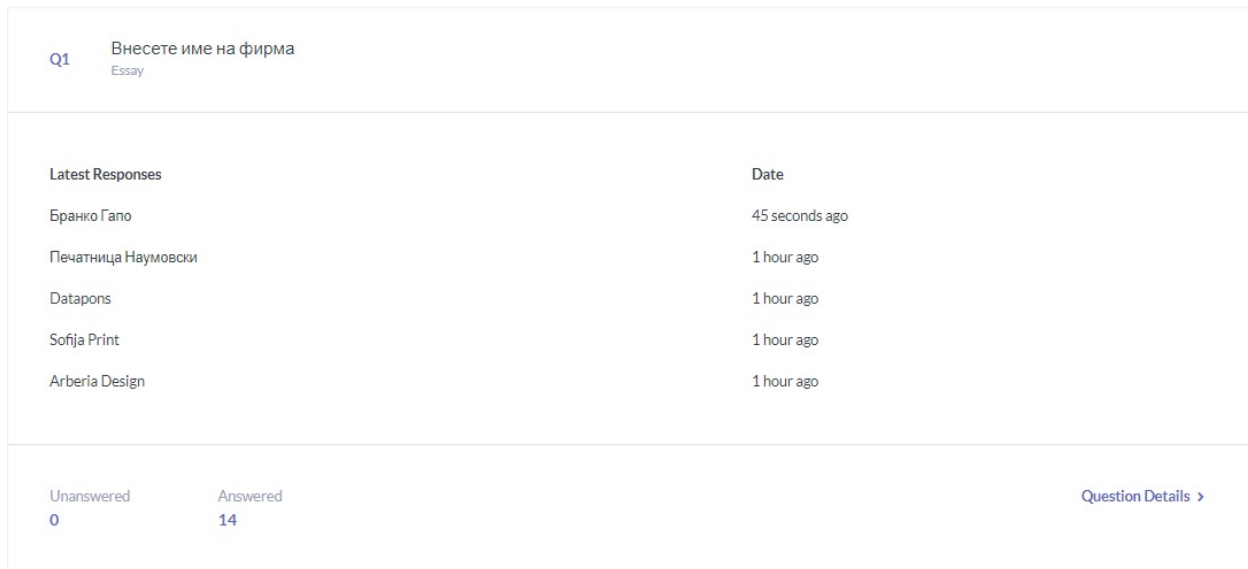 Q1 Внесете име на фирма
Essay
Latest Responses Date
Бранко Гапо 45 seconds ago
Печатница Наумовски 1 hour ago
Datapons 1 hour ago
Sofija Print 1 hour ago
Arberia Design 1 hour ago
Unanswered Answered
0 14
Question Details >